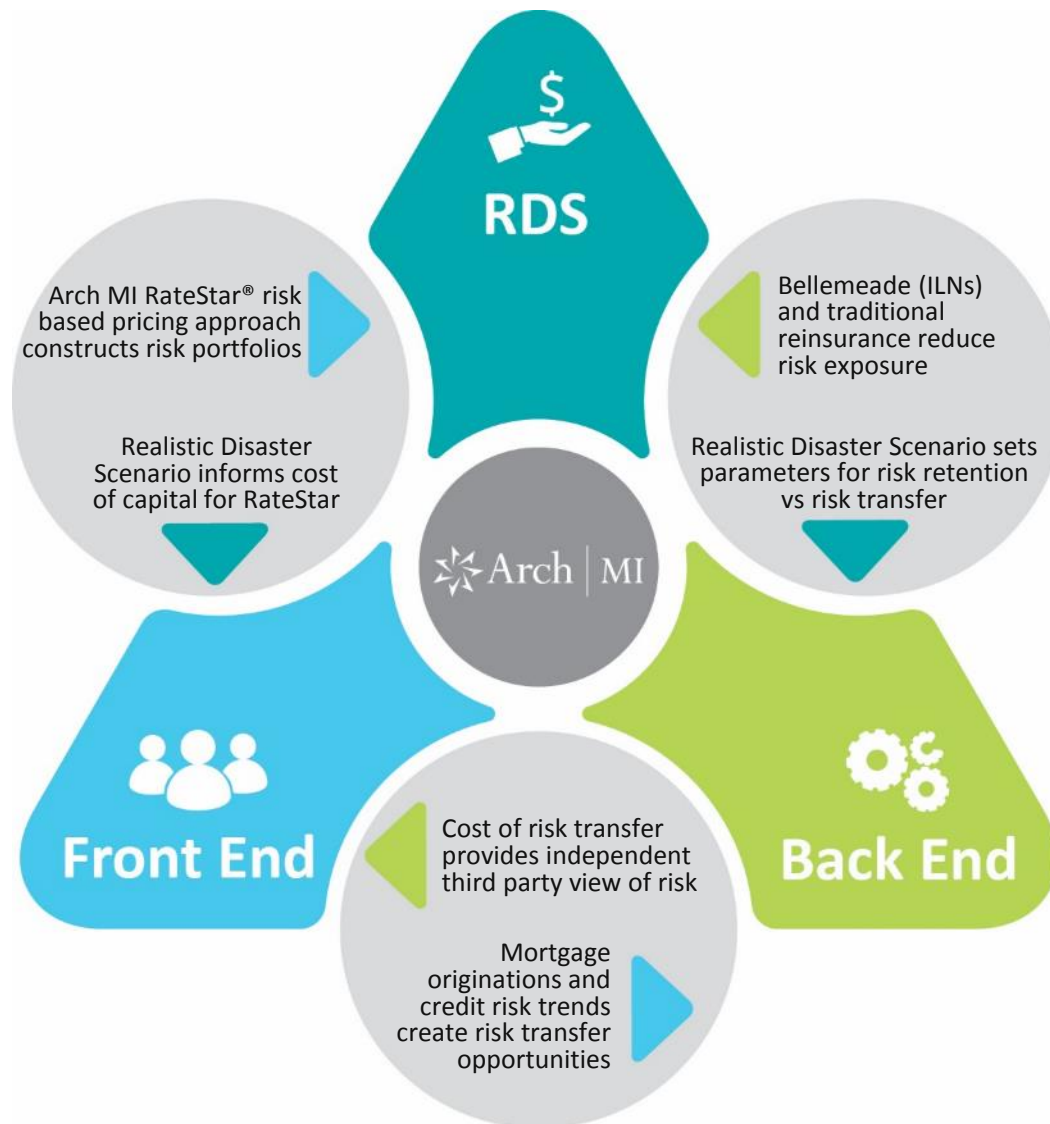 $
RDS
Arch MI RateStar® risk
based pricing approach
constructs risk portfolios
Realistic Disaster
Scenario informs cost
of capital for RateStar
Bellemeade (ILNs)
and traditional
reinsurance reduce
risk exposure
Realistic Disaster Scenario sets
parameters for risk retention
vs risk transfer
Arch | MI
Front End
Cost of risk transfer
provides independent
third party view of risk
Mortgage
originations and
credit risk trends
create risk transfer
opportunities
Back End